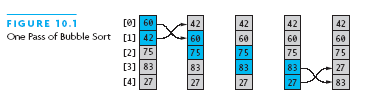 FIGURE 10.1
One Pass of Bubble Sort
[0] 60 42 42 42 42
[1] 42 60 60 60 60
[2] 75 75 75 75 75
[3] 83 83 83 83 27
[4] 27 27 27 27 83